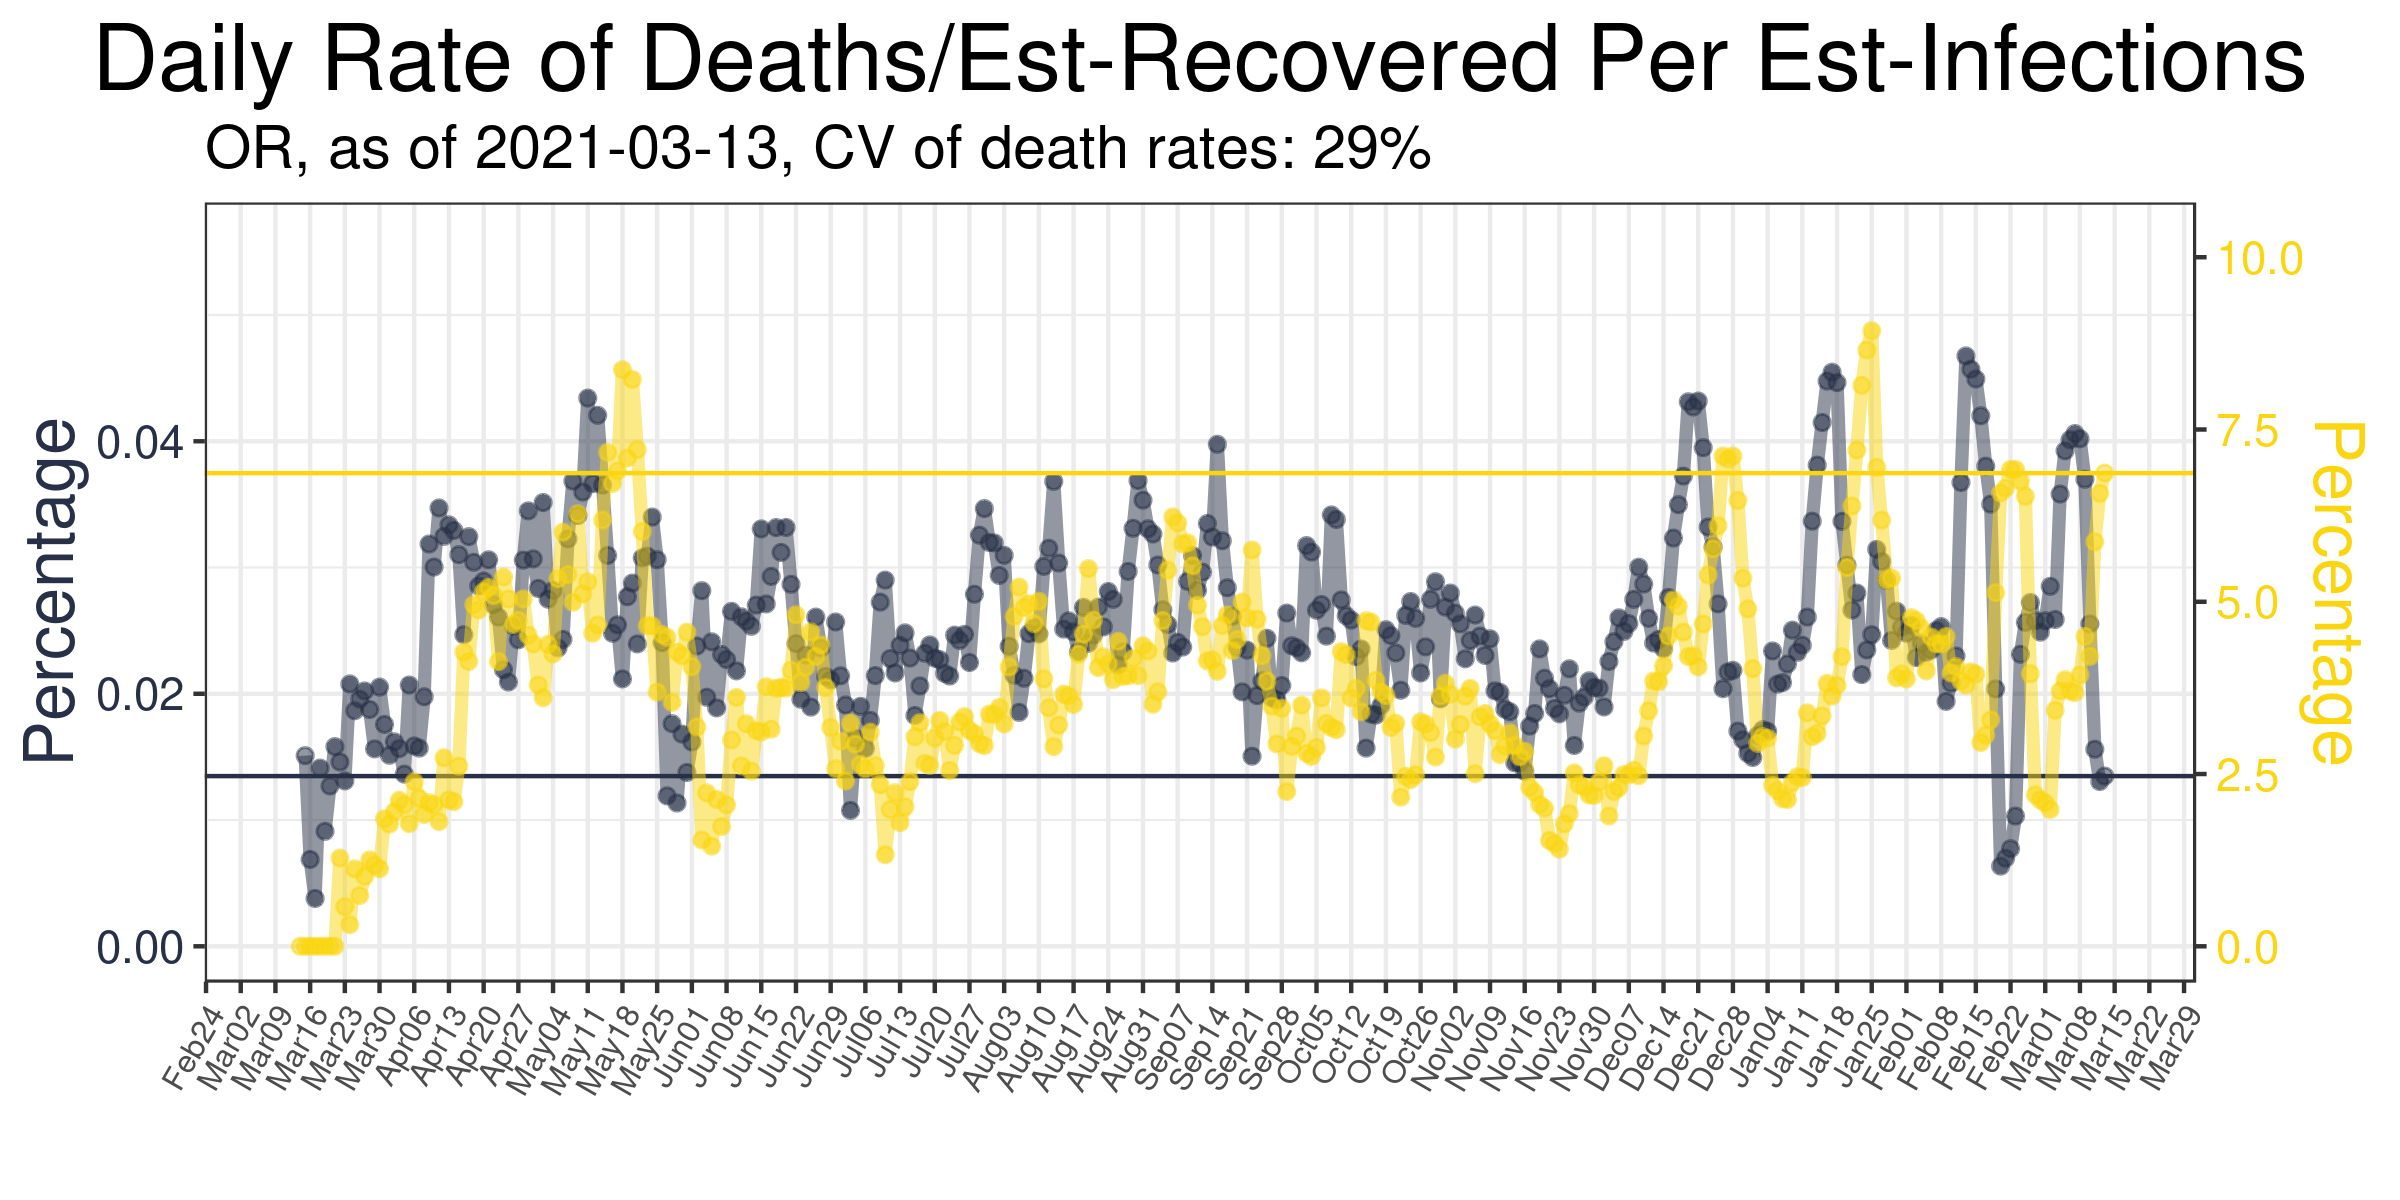 Daily Rate of Deaths/Est-Recovered Per Est-Infections
OR, as of 2021-03-13, CV of death rates: 29%
Percentage
0.04
0.02
0.00
10.0
7.5
5.0
2.5
0.0
Percentage
Feb24 Mar02 Mar09 Mar16 Mar23 Mar30 Apr06 Apr13 Apr20 Apr27 May04 May11 May18 May25 Jun01 Jun08 Jun15 Jun22 Jun29 Jul06 Jul13 Jul20 Jul27 Aug03 Aug10 Aug17 Aug24 Aug31 Sep07 Sep14 Sep21 Sep28 Oct05 Oct12 Oct19 Oct26 Nov02 Nov09 Nov16 Nov23 Nov30 Dec07 Dec14 Dec21 Dec28 Jan04 Jan11 Jan18 Jan25 Feb01 Feb08 Feb15 Feb22 Mar01 Mar08 Mar15 Mar22 Mar29